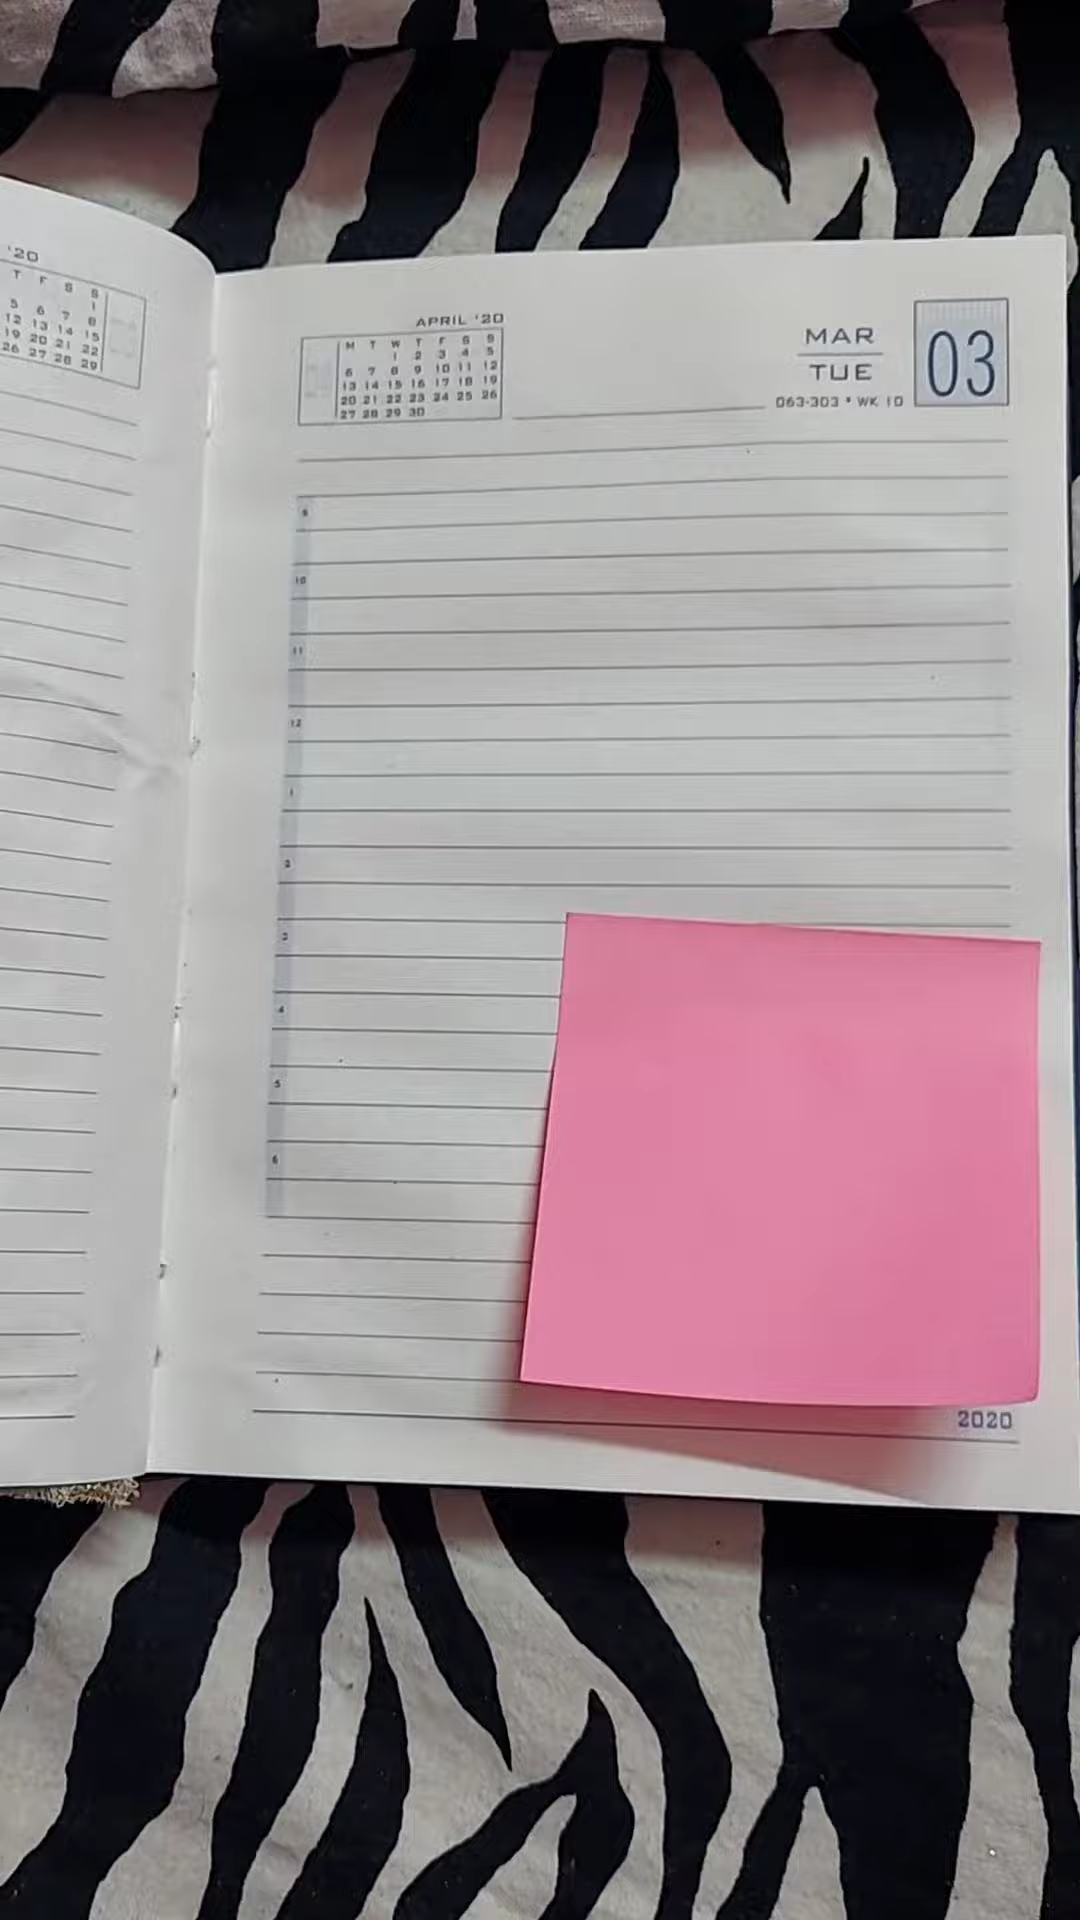 '20
T F S S
1
5 6 7 8
12 13 14 15
19 20 21 22
26 27 28 29
APRIL '20
M T W T F S S
1 2 3 4 5
6 7 8 9 10 11 12
13 14 15 16 17 18 19
20 21 22 23 24 25 26
27 28 29 30
MAR
TUE
03
063-303 * WK 10
9
10
11
12
1
2
3
4
5
6
2020